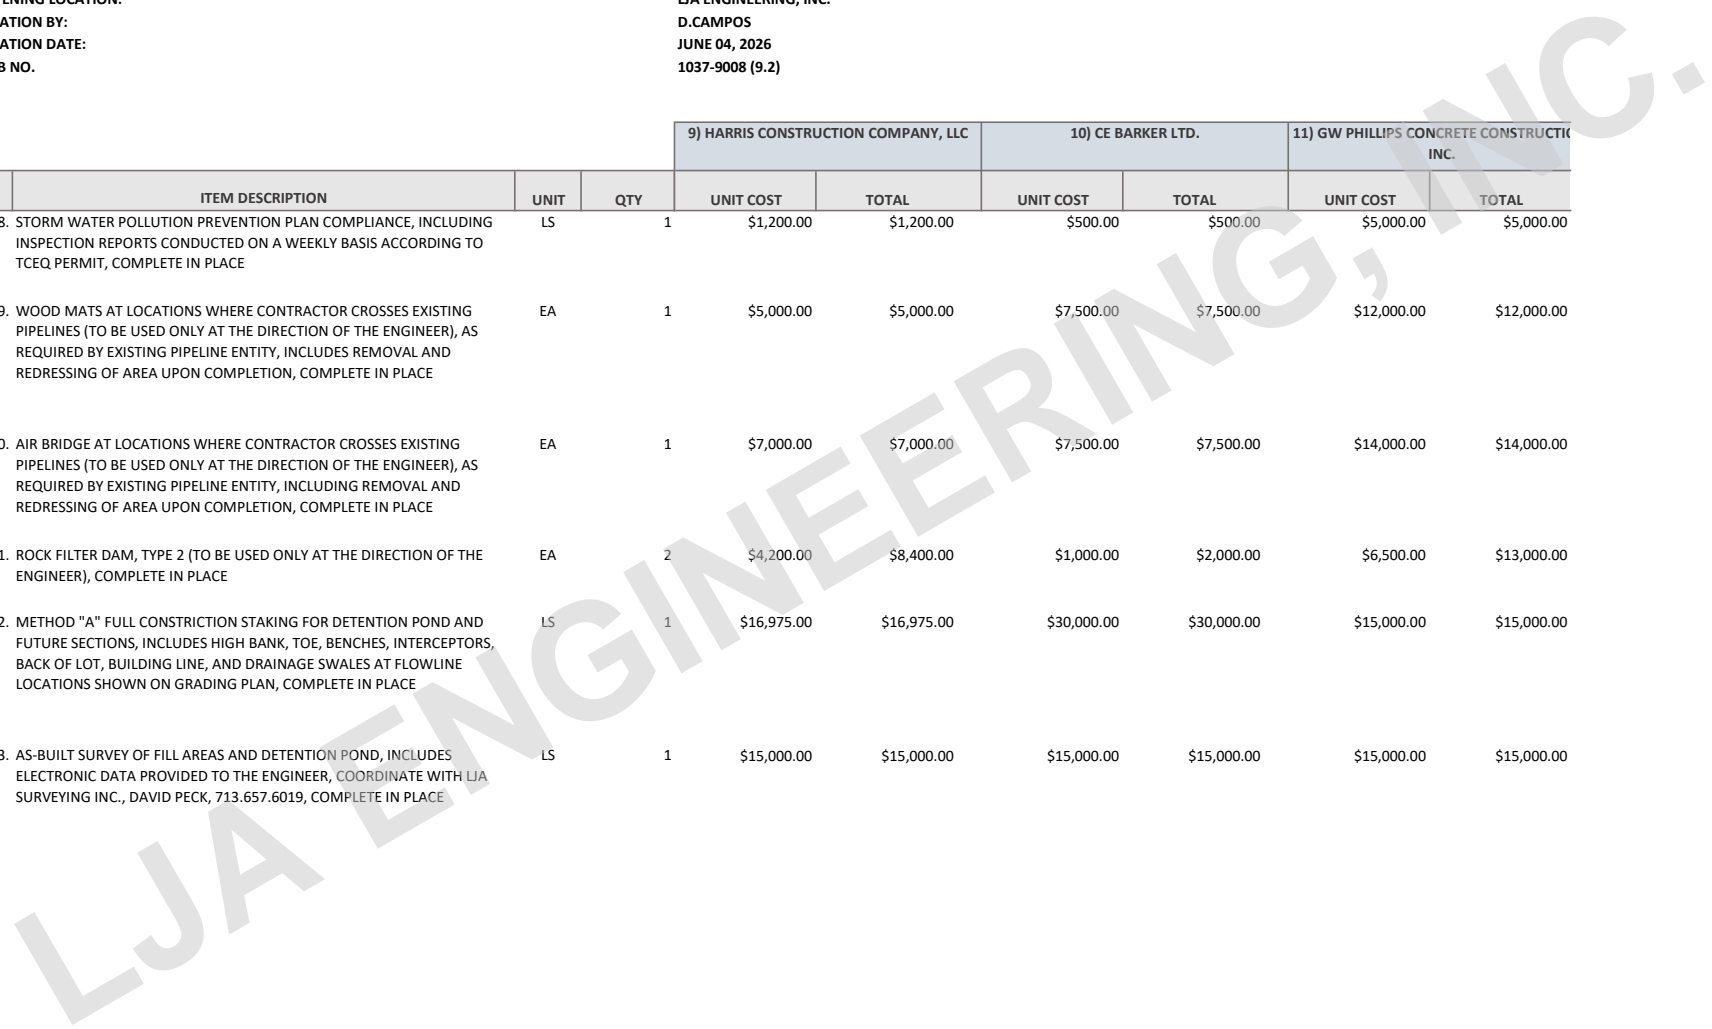 LJA ENGINEERING, INC.
ATION BY: D.CAMPOS
ATION DATE: JUNE 04, 2026
B NO. 1037-9008 (9.2)
9) HARRIS CONSTRUCTION COMPANY, LLC 10) CE BARKER LTD. 11) GW PHILLIPS CONCRETE CONSTRUCTIO
INC.
ITEM DESCRIPTION UNIT QTY UNIT COST TOTAL UNIT COST TOTAL UNIT COST TOTAL
8. STORM WATER POLLUTION PREVENTION PLAN COMPLIANCE, INCLUDING LS 1 $1,200.00 $1,200.00 $500.00 $500.00 $5,000.00 $5,000.00
INSPECTION REPORTS CONDUCTED ON A WEEKLY BASIS ACCORDING TO
TCEQ PERMIT, COMPLETE IN PLACE
9. WOOD MATS AT LOCATIONS WHERE CONTRACTOR CROSSES EXISTING EA 1 $5,000.00 $5,000.00 $7,500.00 $7,500.00 $12,000.00 $12,000.00
PIPELINES (TO BE USED ONLY AT THE DIRECTION OF THE ENGINEER), AS
REQUIRED BY EXISTING PIPELINE ENTITY, INCLUDES REMOVAL AND
REDRESSING OF AREA UPON COMPLETION, COMPLETE IN PLACE
0. AIR BRIDGE AT LOCATIONS WHERE CONTRACTOR CROSSES EXISTING EA 1 $7,000.00 $7,000.00 $7,500.00 $7,500.00 $14,000.00 $14,000.00
PIPELINES (TO BE USED ONLY AT THE DIRECTION OF THE ENGINEER), AS
REQUIRED BY EXISTING PIPELINE ENTITY, INCLUDING REMOVAL AND
REDRESSING OF AREA UPON COMPLETION, COMPLETE IN PLACE
1. ROCK FILTER DAM, TYPE 2 (TO BE USED ONLY AT THE DIRECTION OF THE EA 2 $4,200.00 $8,400.00 $1,000.00 $2,000.00 $6,500.00 $13,000.00
ENGINEER), COMPLETE IN PLACE
2. METHOD "A" FULL CONSTRICTION STAKING FOR DETENTION POND AND LS 1 $16,975.00 $16,975.00 $30,000.00 $30,000.00 $15,000.00 $15,000.00
FUTURE SECTIONS, INCLUDES HIGH BANK, TOE, BENCHES, INTERCEPTORS,
BACK OF LOT, BUILDING LINE, AND DRAINAGE SWALES AT FLOWLINE
LOCATIONS SHOWN ON GRADING PLAN, COMPLETE IN PLACE
3. AS-BUILT SURVEY OF FILL AREAS AND DETENTION POND, INCLUDES LS 1 $15,000.00 $15,000.00 $15,000.00 $15,000.00 $15,000.00 $15,000.00
ELECTRONIC DATA PROVIDED TO THE ENGINEER, COORDINATE WITH LJA
SURVEYING INC., DAVID PECK, 713.657.6019, COMPLETE IN PLACE
LJA ENGINEERING, INC.